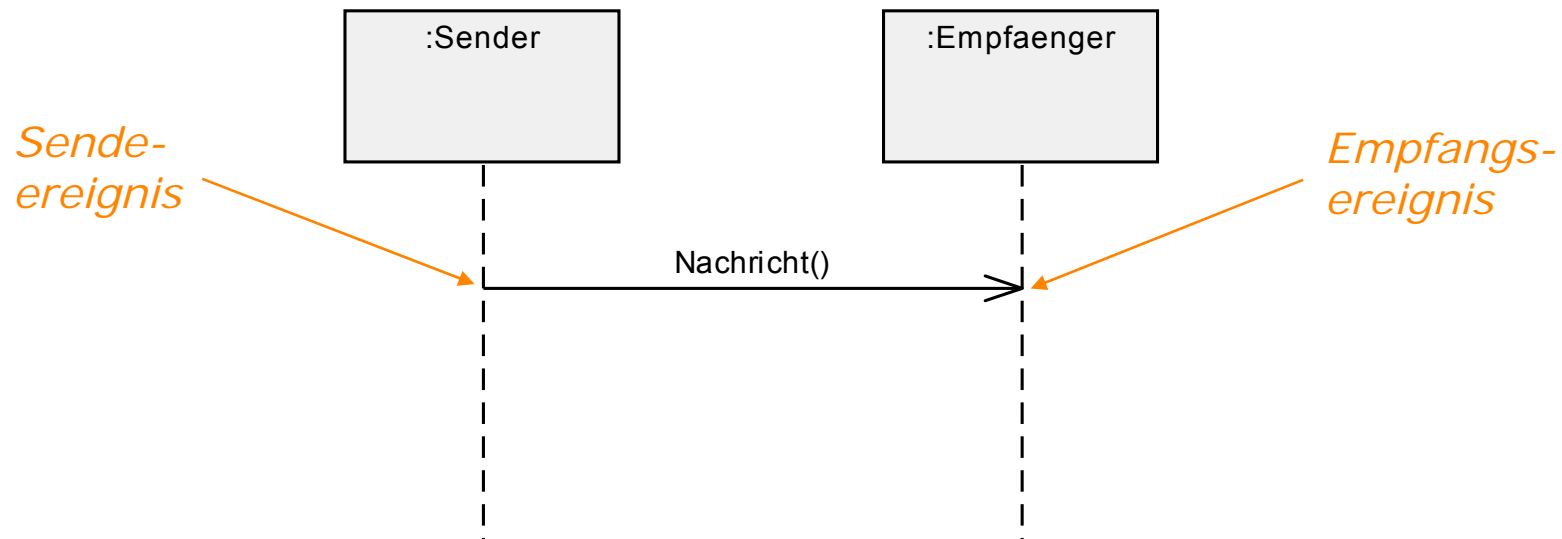 :Sender
:Empfaenger
Sende-
ereignis
Empfangs-
ereignis
Nachricht()